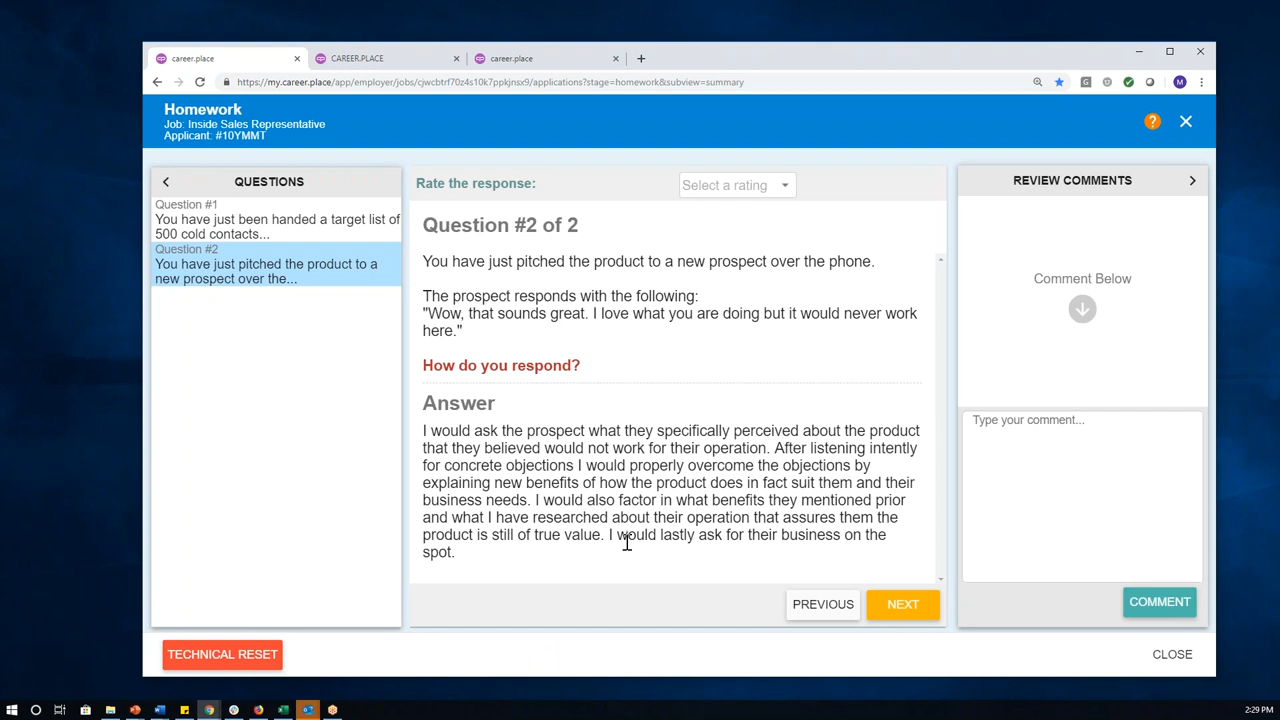 career.place
CAREER.PLACE
career.place
https://my.career.place/app/employer/jobs/cjwcbtrf70z4s10k7ppkjnsx9/applications?stage=homework&subview=summary
M
Homework
Job: Inside Sales Representative
Applicant: #10YMMT
?
QUESTIONS
Question #1
You have just been handed a target list of
500 cold contacts...
Question #2
You have just pitched the product to a
new prospect over the...
Rate the response:
Select a rating
Question #2 of 2
You have just pitched the product to a new prospect over the phone.
The prospect responds with the following:
"Wow, that sounds great. I love what you are doing but it would never work
here."
How do you respond?
Answer
I would ask the prospect what they specifically perceived about the product
that they believed would not work for their operation. After listening intently
for concrete objections I would properly overcome the objections by
explaining new benefits of how the product does in fact suit them and their
business needs. I would also factor in what benefits they mentioned prior
and what I have researched about their operation that assures them the
product is still of true value. I would lastly ask for their business on the
spot.
PREVIOUS
NEXT
REVIEW COMMENTS
Comment Below
Type your comment...
COMMENT
TECHNICAL RESET
CLOSE
2:29 PM